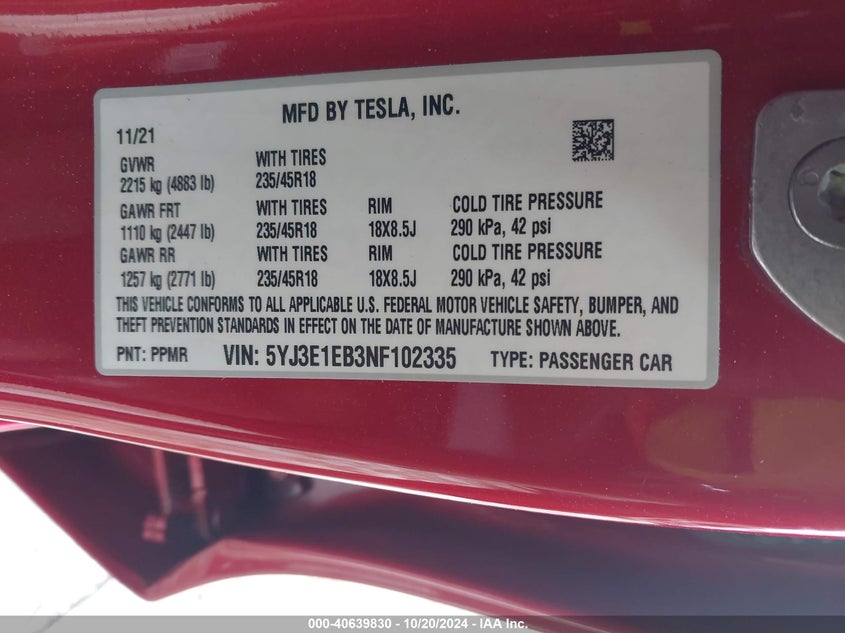 MFD BY TESLA, INC.
11/21
GVWR WITH TIRES
2215 kg (4883 lb) 235/45R18
GAWR FRT WITH TIRES RIM COLD TIRE PRESSURE
1110 kg (2447 lb) 235/45R18 18X8.5J 290 kPa, 42 psi
GAWR RR WITH TIRES RIM COLD TIRE PRESSURE
1257 kg (2771 lb) 235/45R18 18X8.5J 290 kPa, 42 psi
THIS VEHICLE CONFORMS TO ALL APPLICABLE U.S. FEDERAL MOTOR VEHICLE SAFETY, BUMPER, AND
THEFT PREVENTION STANDARDS IN EFFECT ON THE DATE OF MANUFACTURE SHOWN ABOVE.
PNT: PPMR VIN: 5YJ3E1EB3NF102335 TYPE: PASSENGER CAR
000-40639830 - 10/20/2024 - IAA Inc.